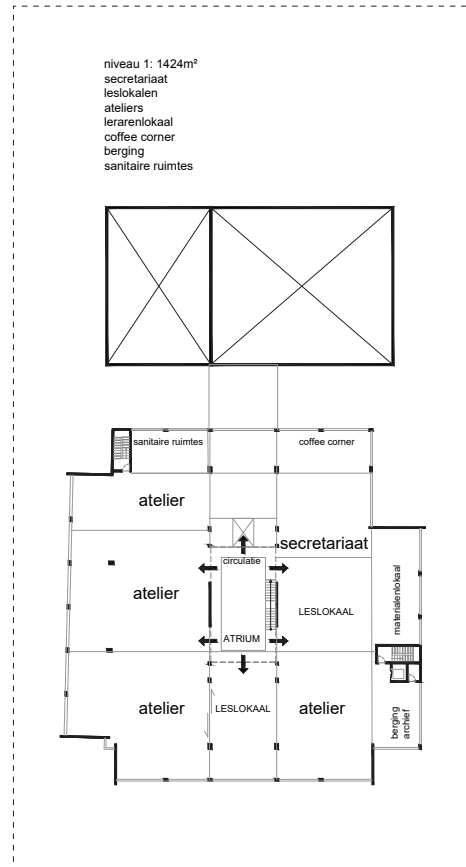 niveau 1: 1424m²
secretariaat
leslokalen
ateliers
lerarenlokaal
coffee corner
berging
sanitaire ruimtes
sanitaire ruimtes
coffee corner
atelier
secretariaat
circulatie
atelier
LESLOKAAL
materialenlokaal
ATRIUM
atelier
LESLOKAAL
atelier
berging
archief